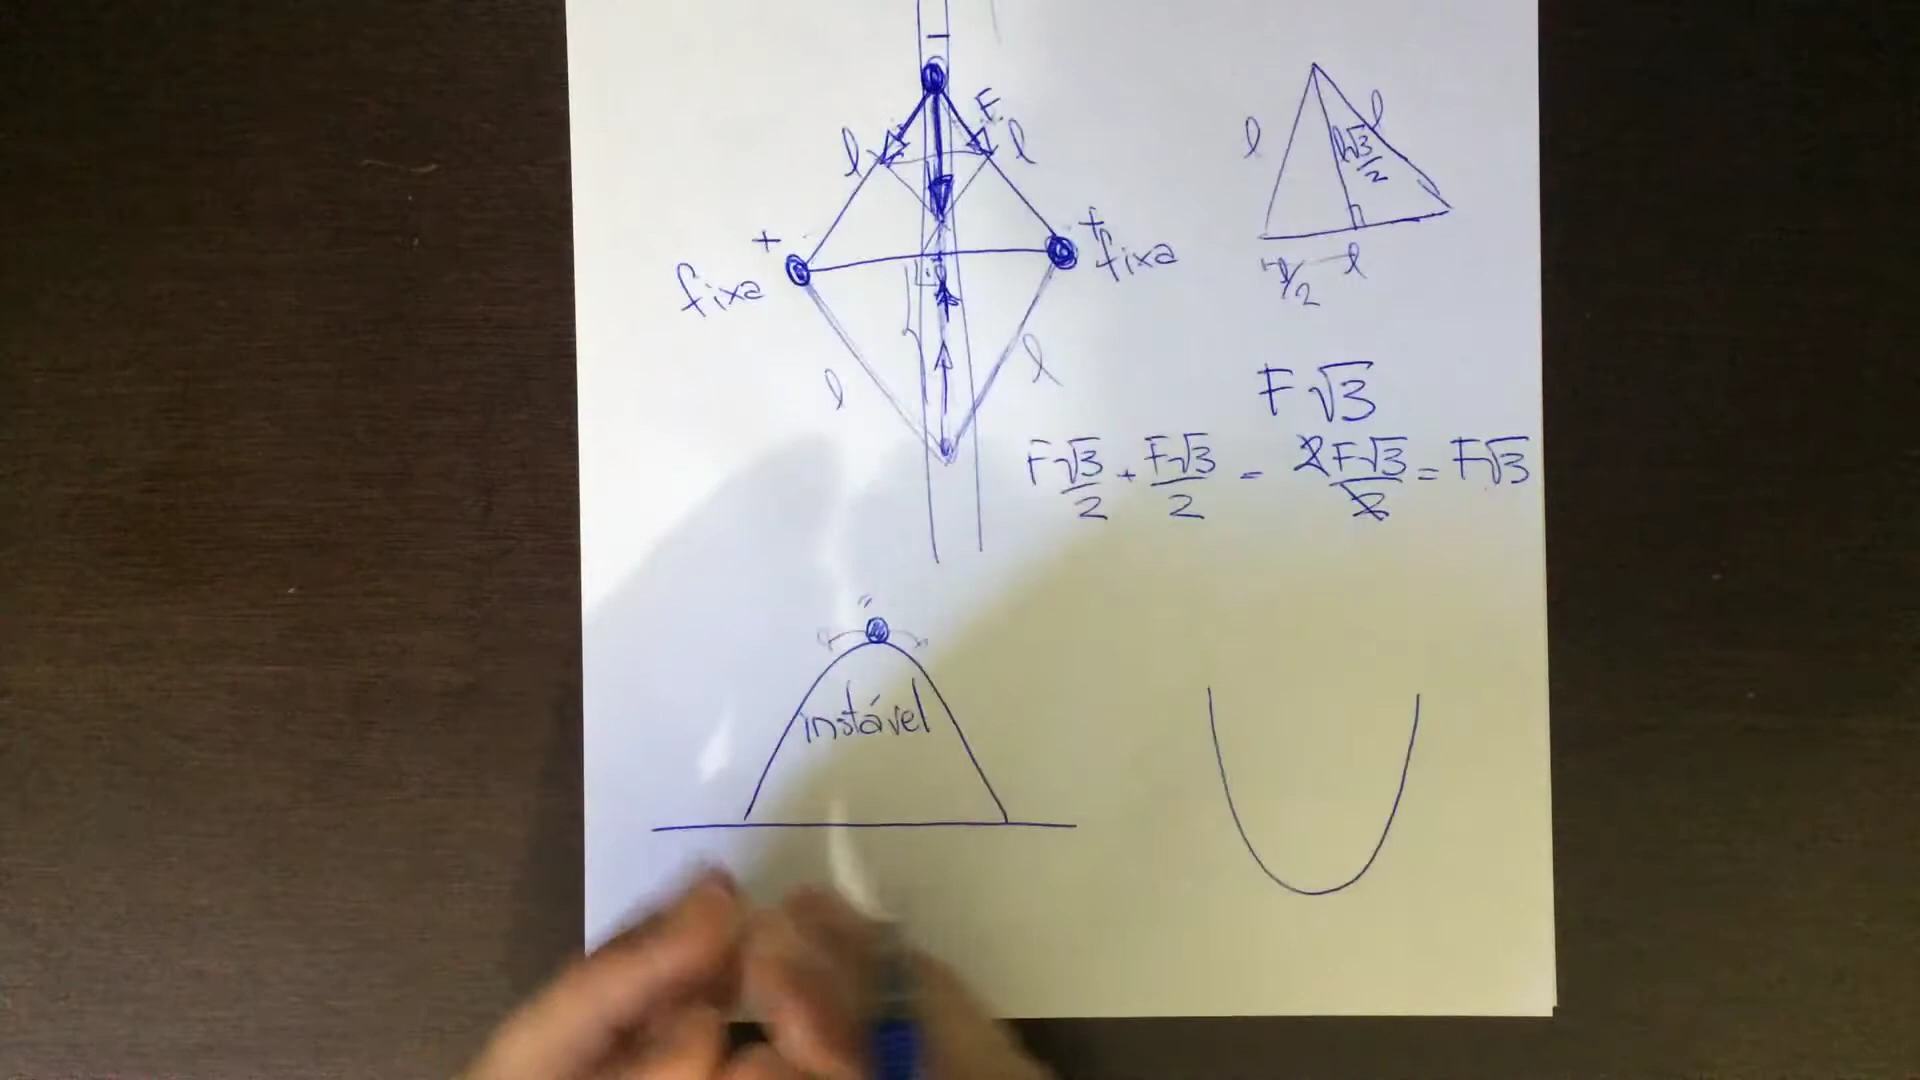 −
F
l
l
l
l
l√3/2
+
+
fixa
fixa
l/2
l
l
l
F√3
F√3/2 + F√3/2 = 2F√3/2 = F√3
instável